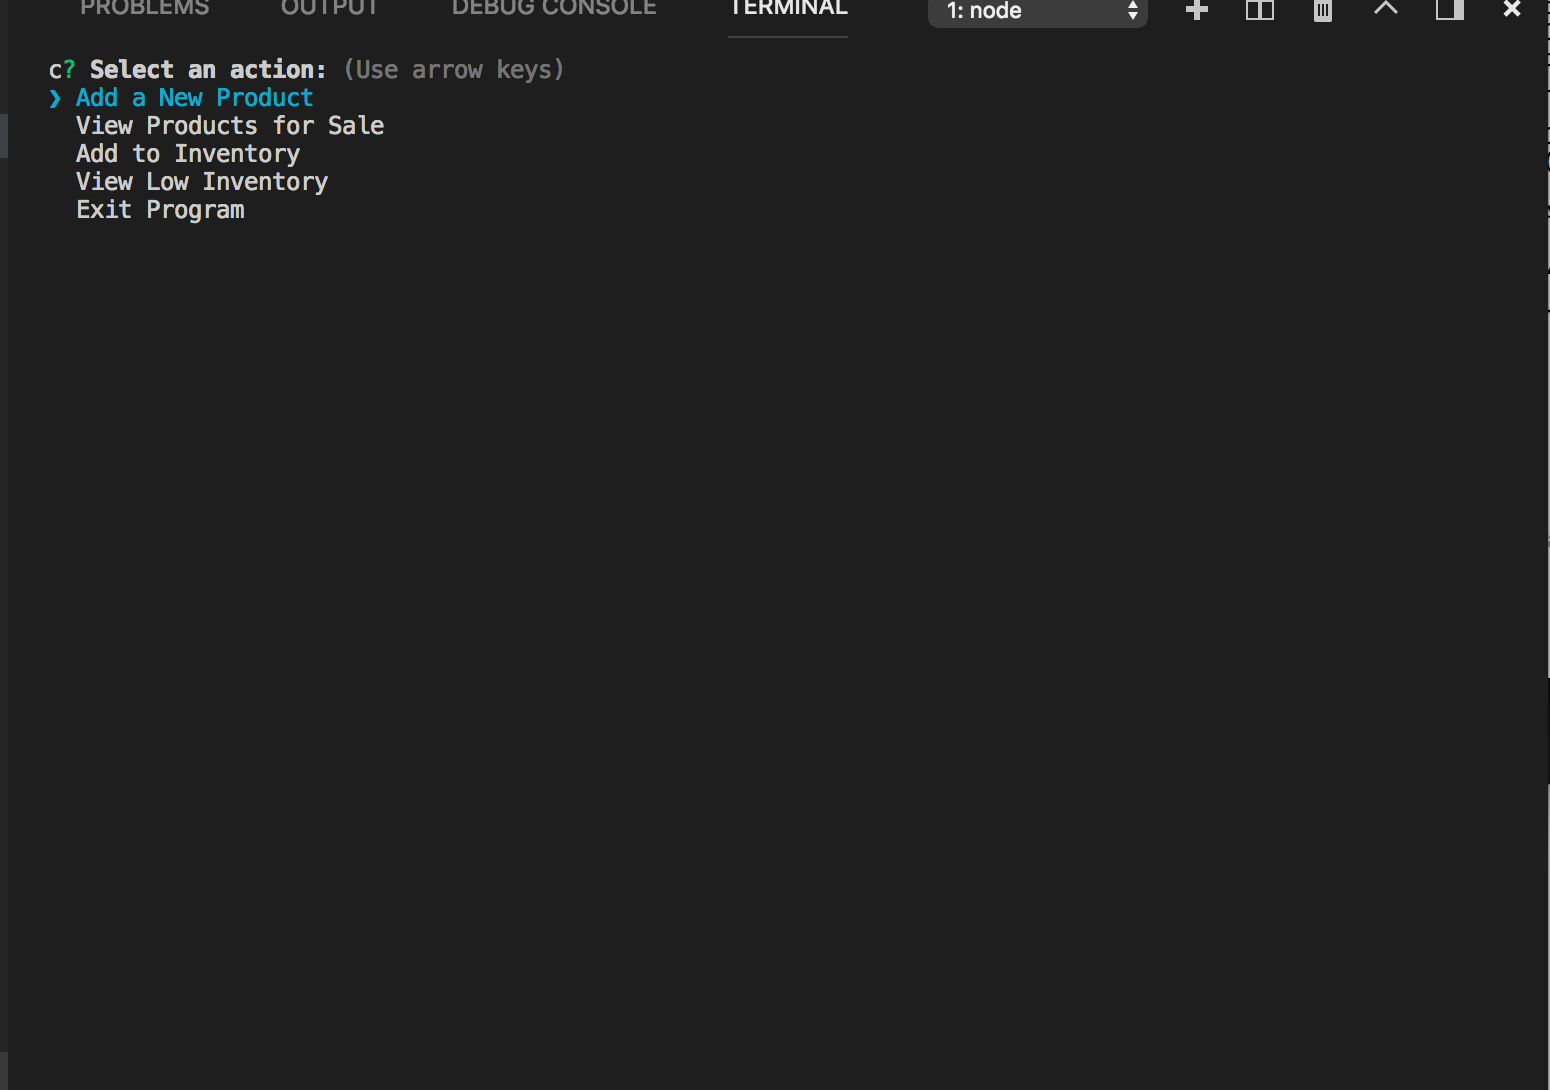 PROBLEMS OUTPUT DEBUG CONSOLE TERMINAL 1: node
c? Select an action: (Use arrow keys)
❯ Add a New Product
View Products for Sale
Add to Inventory
View Low Inventory
Exit Program